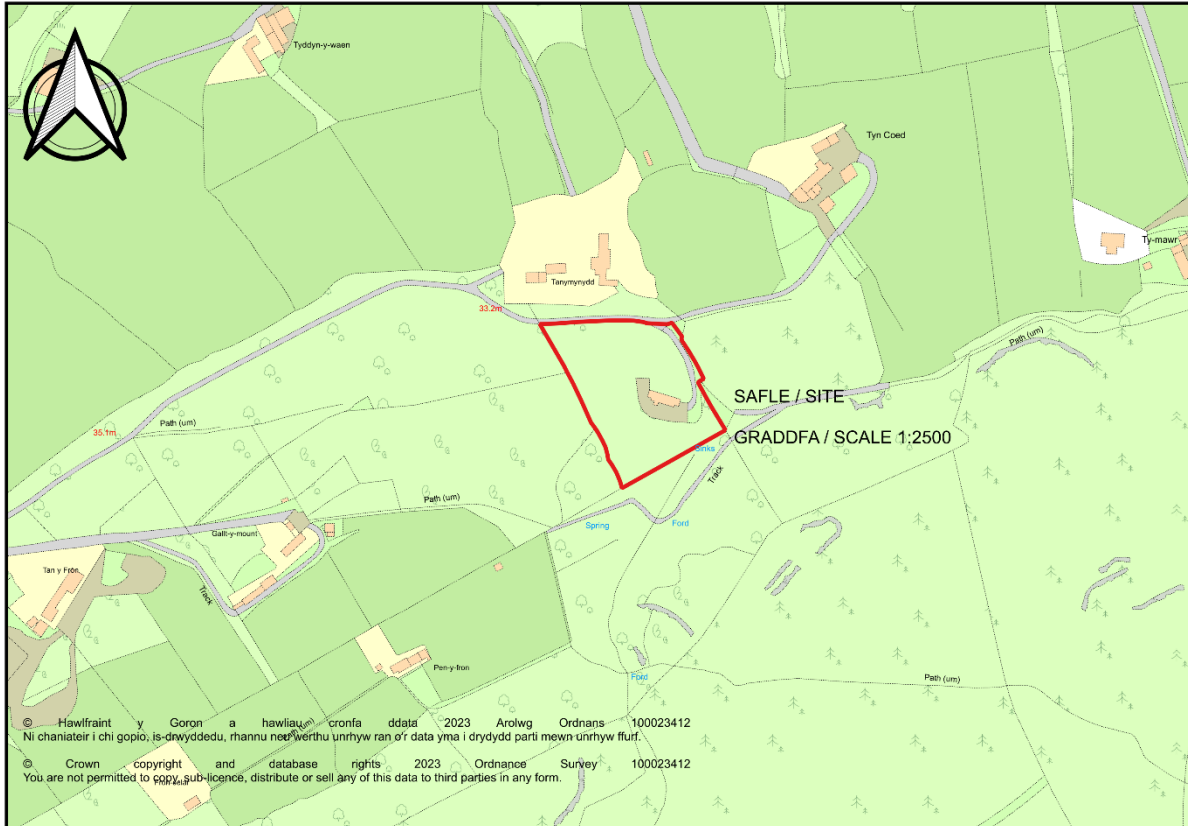 Tyddyn-y-waen
Tyn Coed
Ty-mawr
Tanymynydd
33.2m
Path (um)
SAFLE / SITE
35.1m
Path (um)
GRADDFA / SCALE 1:2500
Sinks
Track
Path (um)
Spring
Ford
Gallt-y-mount
Tan y Fron
Track
Pen-y-fron
Ford
Path (um)
© Hawlfraint y Goron a hawliau cronfa ddata 2023 Arolwg Ordnans 100023412
Ni chaniateir i chi gopio, is-drwyddedu, rhannu neu werthu unrhyw ran o'r data yma i drydydd parti mewn unrhyw ffurf.
Path (um)
© Crown copyright and database rights 2023 Ordnance Survey 100023412
You are not permitted to copy, sub-licence, distribute or sell any of this data to third parties in any form.